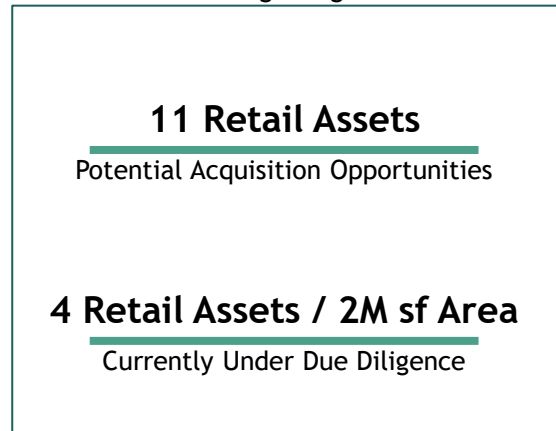 11 Retail Assets
Potential Acquisition Opportunities
4 Retail Assets / 2M sf Area
Currently Under Due Diligence